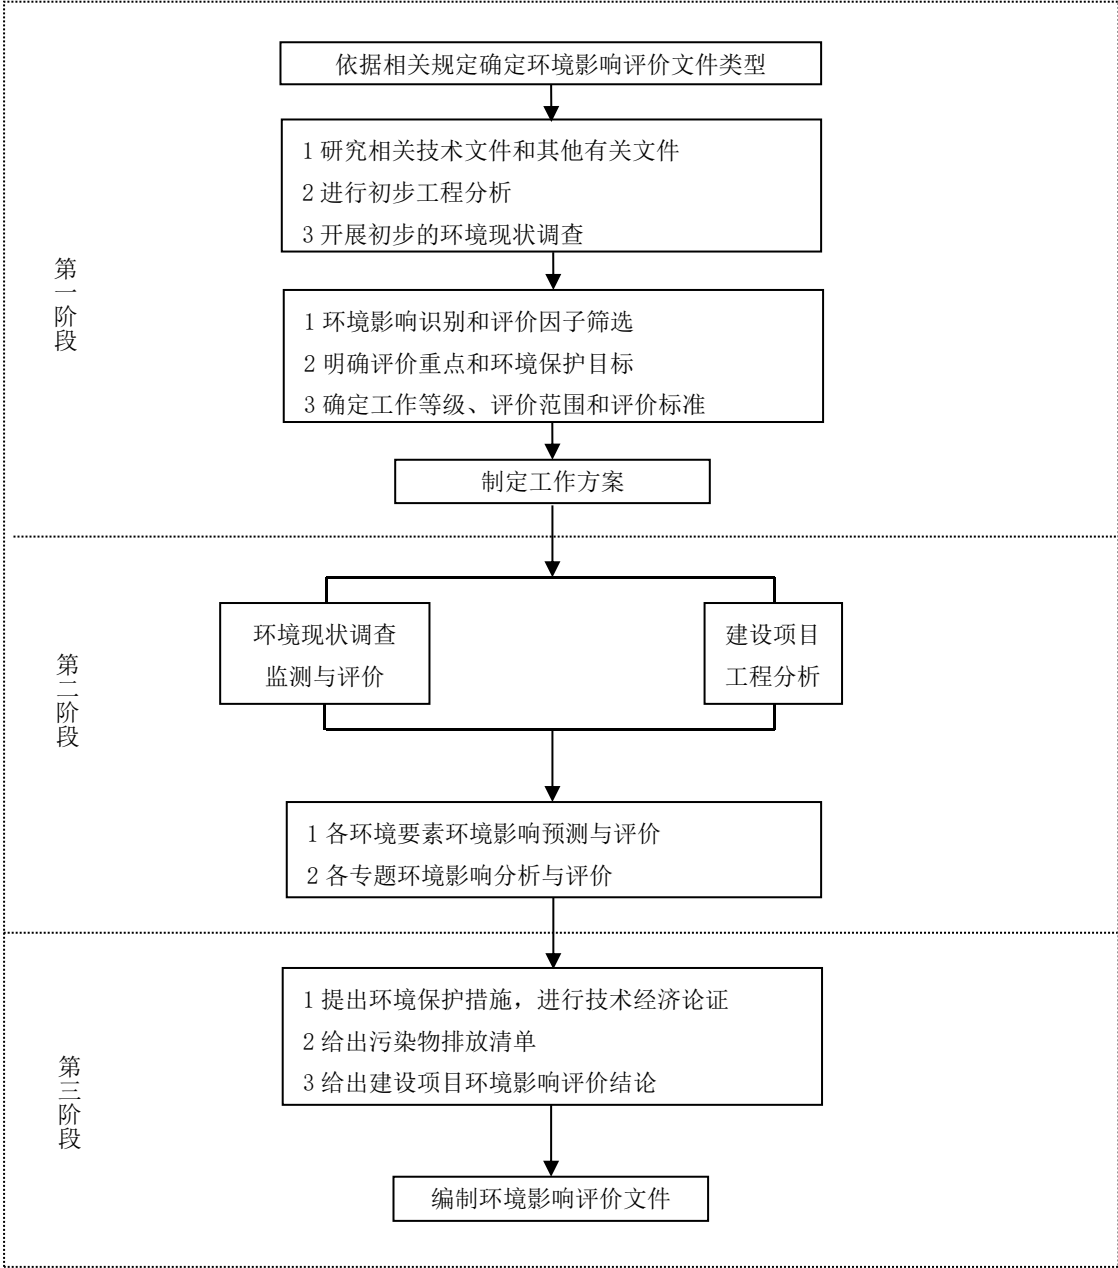 依据相关规定确定环境影响评价文件类型
1 研究相关技术文件和其他有关文件
2 进行初步工程分析
3 开展初步的环境现状调查
第一阶段
1 环境影响识别和评价因子筛选
2 明确评价重点和环境保护目标
3 确定工作等级、评价范围和评价标准
制定工作方案
环境现状调查
监测与评价
建设项目
工程分析
第二阶段
1 各环境要素环境影响预测与评价
2 各专题环境影响分析与评价
1 提出环境保护措施，进行技术经济论证
2 给出污染物排放清单
3 给出建设项目环境影响评价结论
第三阶段
编制环境影响评价文件